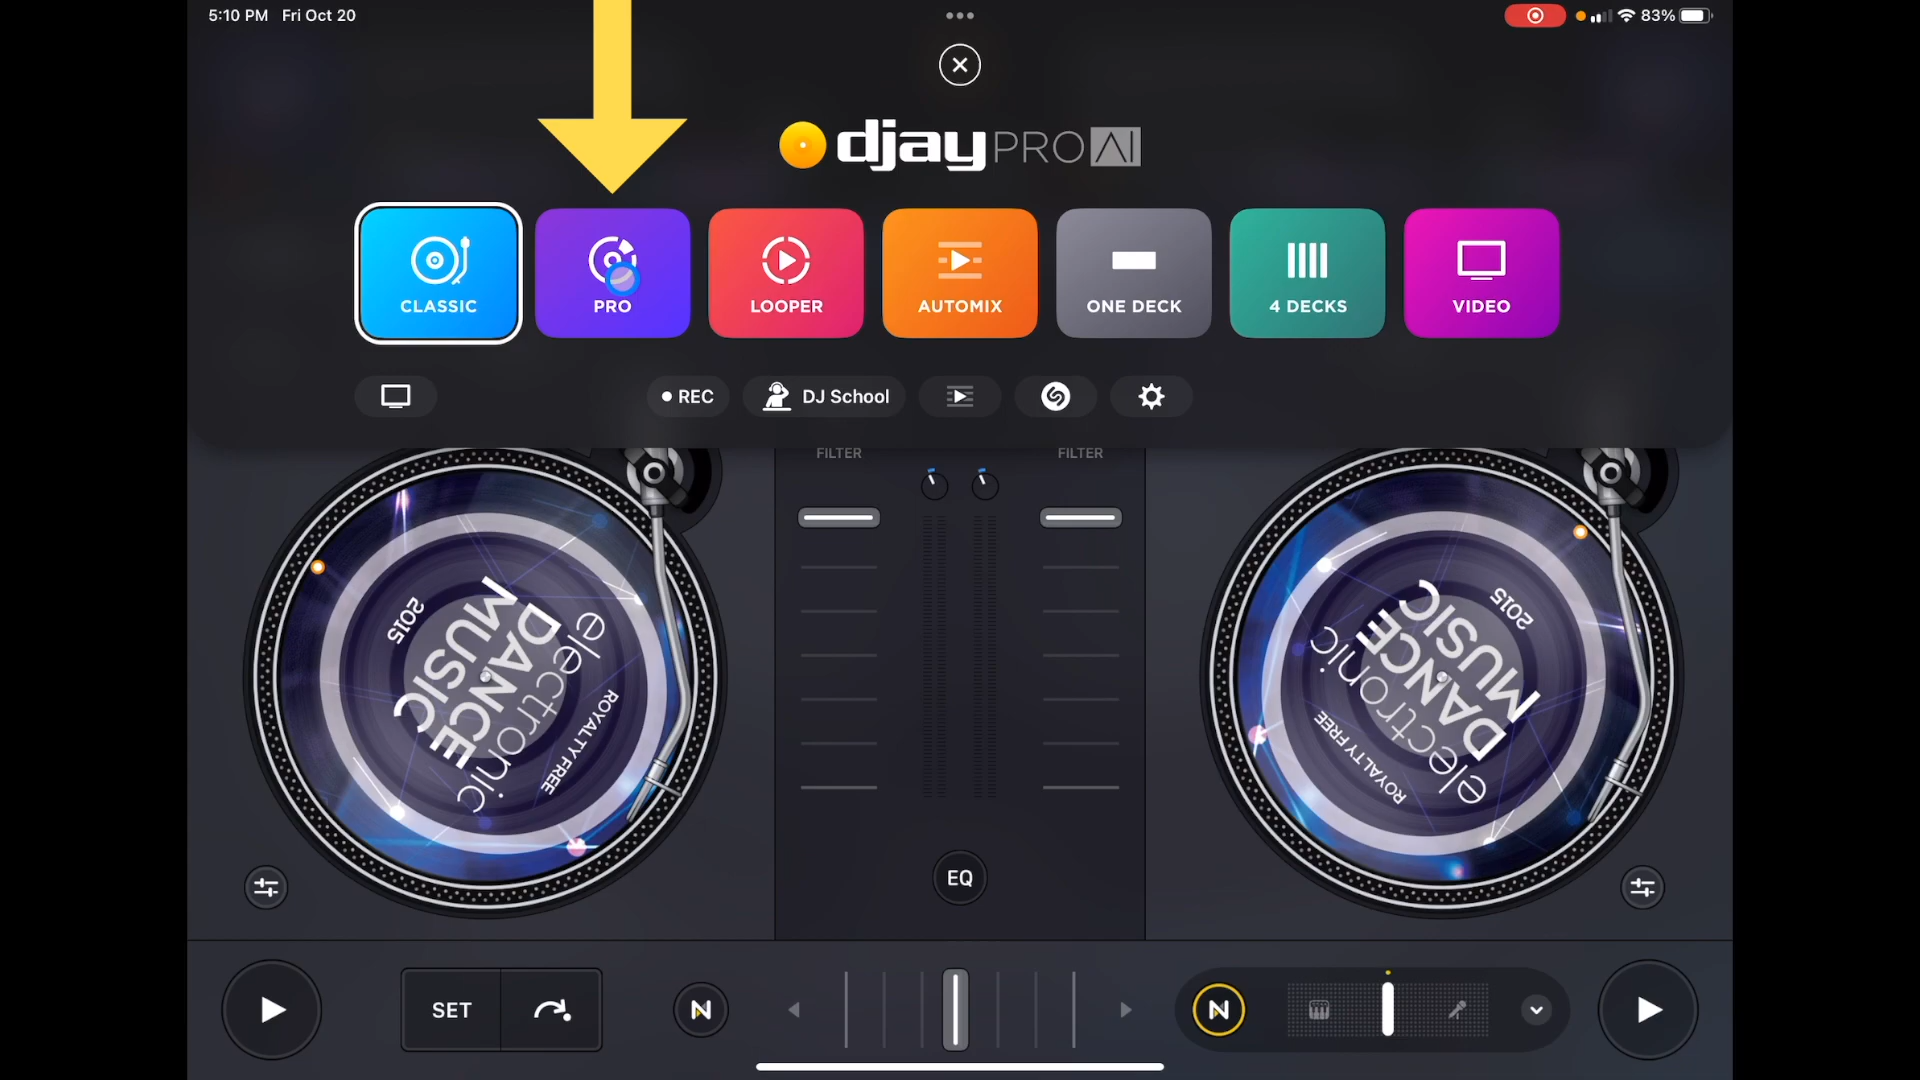 5:10 PM Fri Oct 20
83%
djay PRO AI
CLASSIC
PRO
LOOPER
AUTOMIX
ONE DECK
4 DECKS
VIDEO
REC
DJ School
FILTER
FILTER
2015
electronic
DANCE
MUSIC
ROYALTY FREE
2015
electronic
DANCE
MUSIC
ROYALTY FREE
EQ
SET